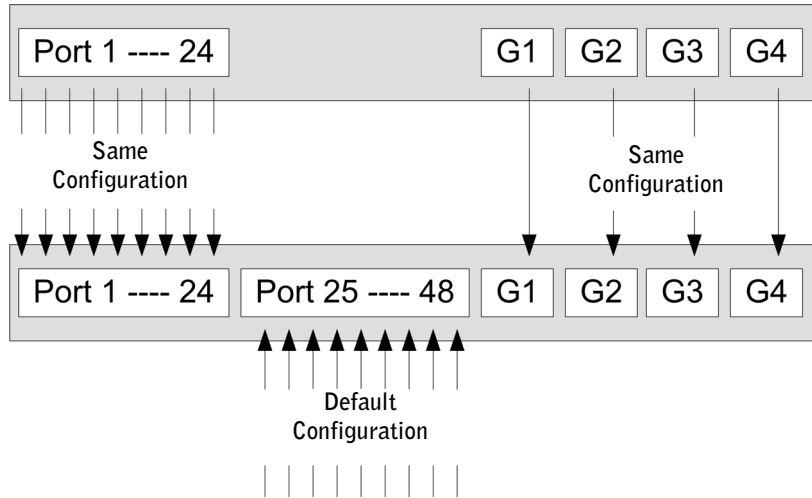 Port 1 ---- 24 G1 G2 G3 G4
Same
Configuration
Same
Configuration
Port 1 ---- 24 Port 25 ---- 48 G1 G2 G3 G4
Default
Configuration